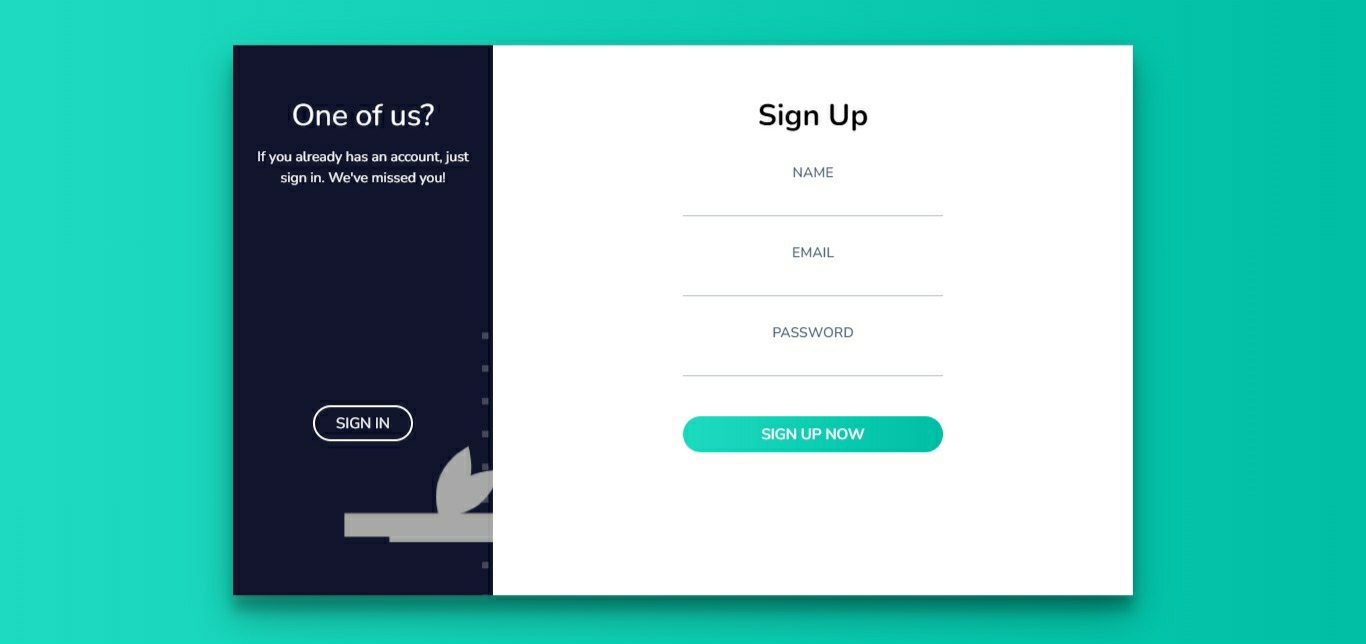 One of us?
If you already has an account, just
sign in. We've missed you!
SIGN IN
Sign Up
NAME
EMAIL
PASSWORD
SIGN UP NOW